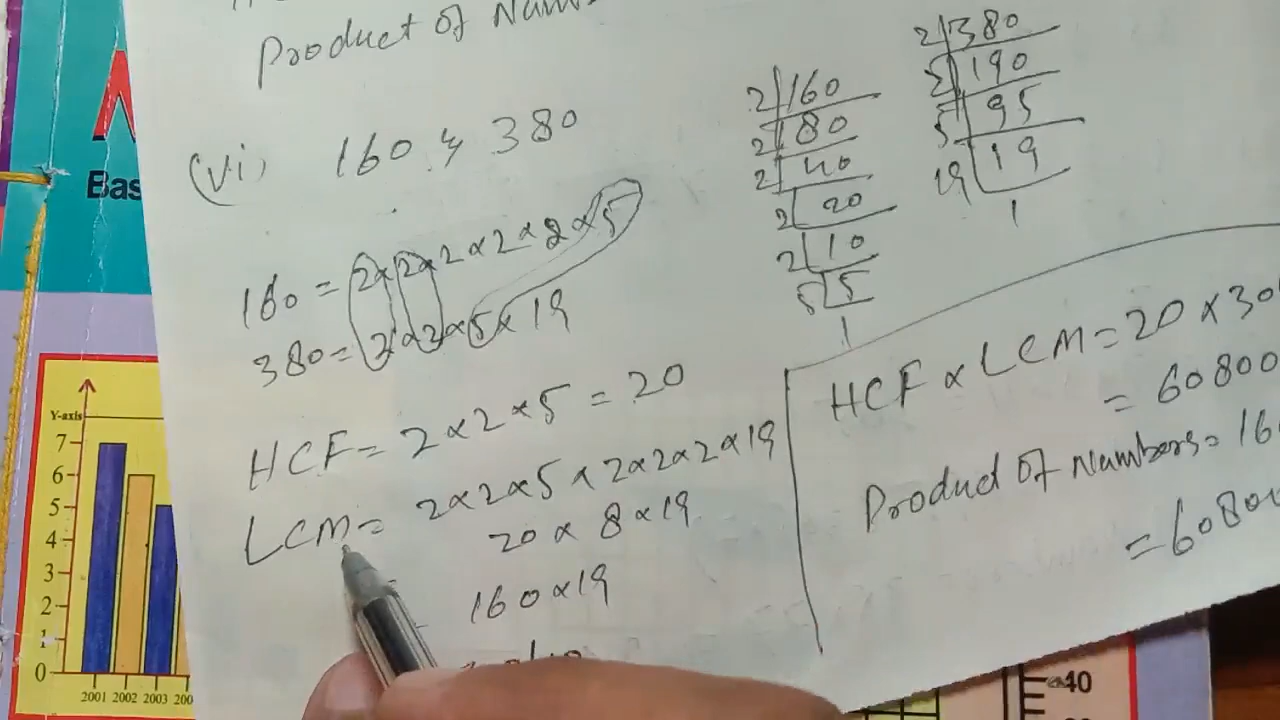 Product of Num
(vi) 160 & 380
160 = 2×2×2×2×2×5
380 = 2×2×5×19
HCF = 2×2×5 = 20
LCM = 2×2×5×2×2×2×19
20 × 8 × 19
160×19
2 160
2 80
2 40
2 20
2 10
5 5
1
2 380
2 190
5 95
19 19
1
HCF × LCM = 20 × 30
= 60800
Product Of Numbers = 16
= 6080
Bas
Y-axis
7
6
5
4
3
2
1
0
2001 2002 2003 200
40